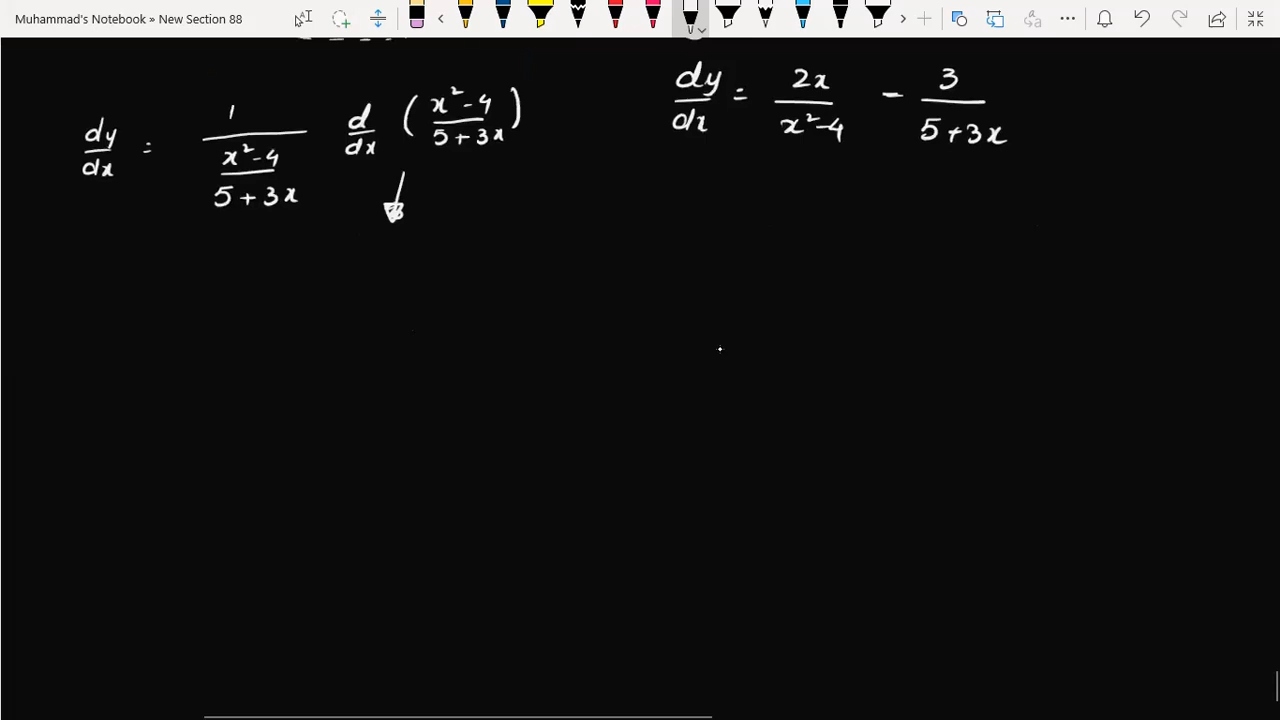 Muhammad's Notebook » New Section 88
dy/dx = 1/((x²-4)/(5+3x)) d/dx ((x²-4)/(5+3x))
dy/dx = 2x/(x²-4) - 3/(5+3x)